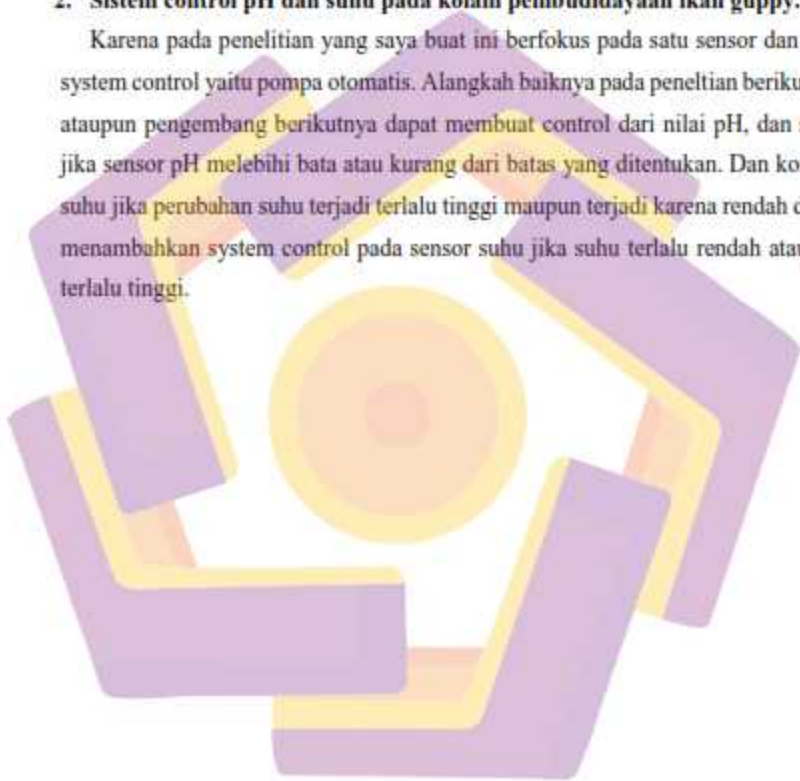 2. Sistem control pH dan suhu pada kolam pembudidayaan ikan guppy.
Karena pada penelitian yang saya buat ini berfokus pada satu sensor dan
system control yaitu pompa otomatis. Alangkah baiknya pada peneltian
ataupun pengembang berikutnya dapat membuat control dari nilai pH, dan
jika sensor pH melebihi bata atau kurang dari batas yang ditentukan. Dan
suhu jika perubahan suhu terjadi terlalu tinggi maupun terjadi karena rendah
menambahkan system control pada sensor suhu jika suhu terlalu rendah
terlalu tinggi.